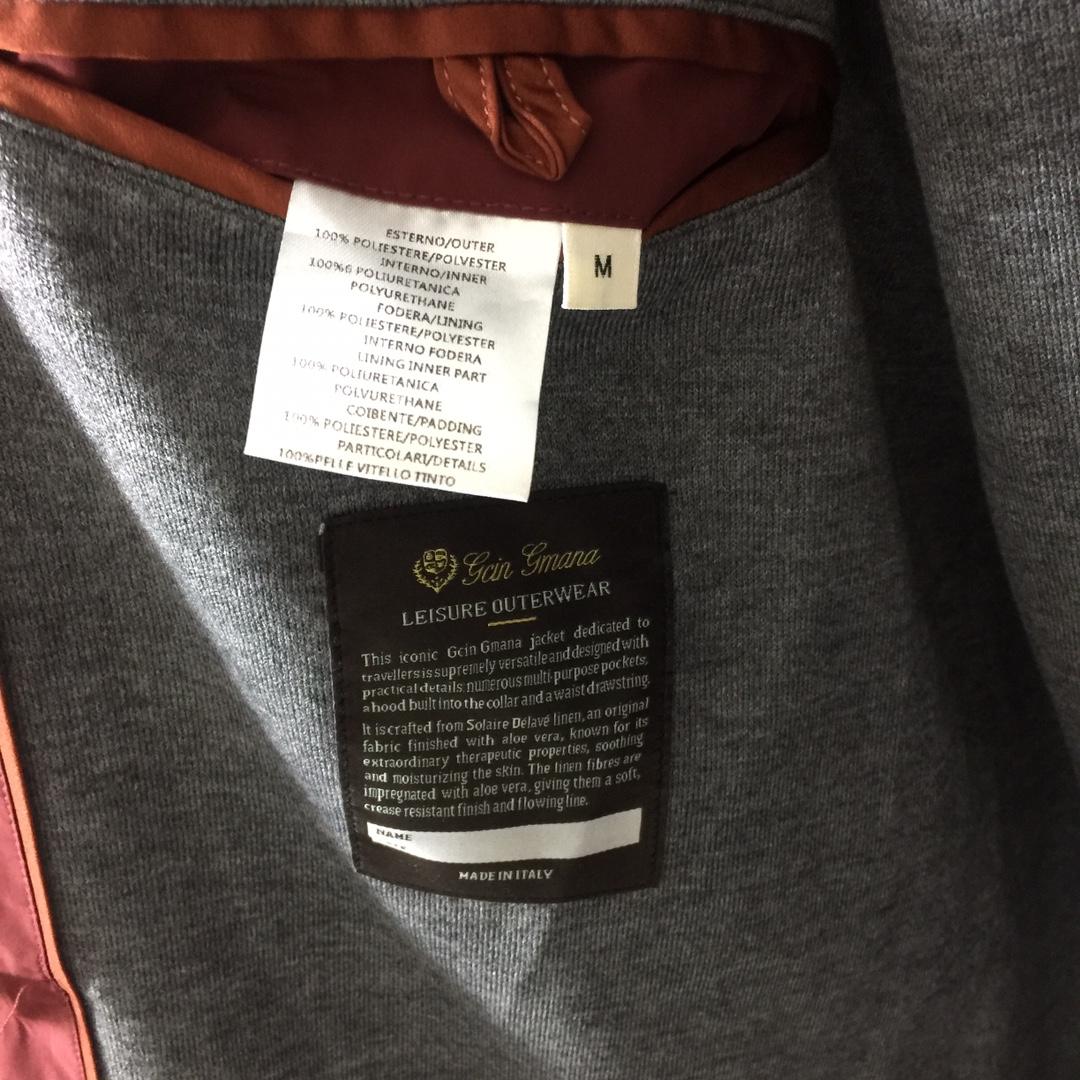 ESTERNO/OUTER
100% POLIESTERE/POLVESTER
INTERNO/INNER
100%6 POLIURETANICA
POLYURETHANE
FODERA/LINING
100% POLIESTERE/POLYESTER
INTERNO FODERA
LINING INNER PART
100% POLIURETANICA
POLVURETHANE
COIBENTE/PADDING
100% POLIESTERE/POLYESTER
PARTICOLARI/DETAILS
100%PELLE VITELLO TINTO
M
Gcin Gmana
LEISURE OUTERWEAR
This iconic Gcin Gmana jacket dedicated to
travellers is supremely versatile and designed with
practical details: numerous multi-purpose pockets,
a hood built into the collar and a waist drawstring.
It is crafted from Solaire Délavé linen, an original
fabric finished with aloe vera, known for its
extraordinary therapeutic properties, soothing
and moisturizing the skin. The linen fibres are
impregnated with aloe vera, giving them a soft,
crease resistant finish and flowing line.
NAME
MADE IN ITALY